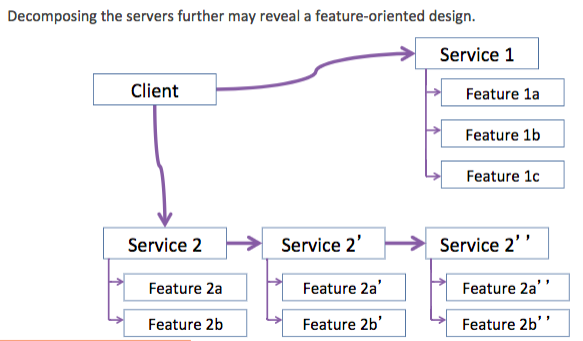 Decomposing the servers further may reveal a feature-oriented design.
Service 1
Client
Feature 1a
Feature 1b
Feature 1c
Service 2
Service 2’
Service 2’’
Feature 2a
Feature 2a’
Feature 2a’’
Feature 2b
Feature 2b’
Feature 2b’’